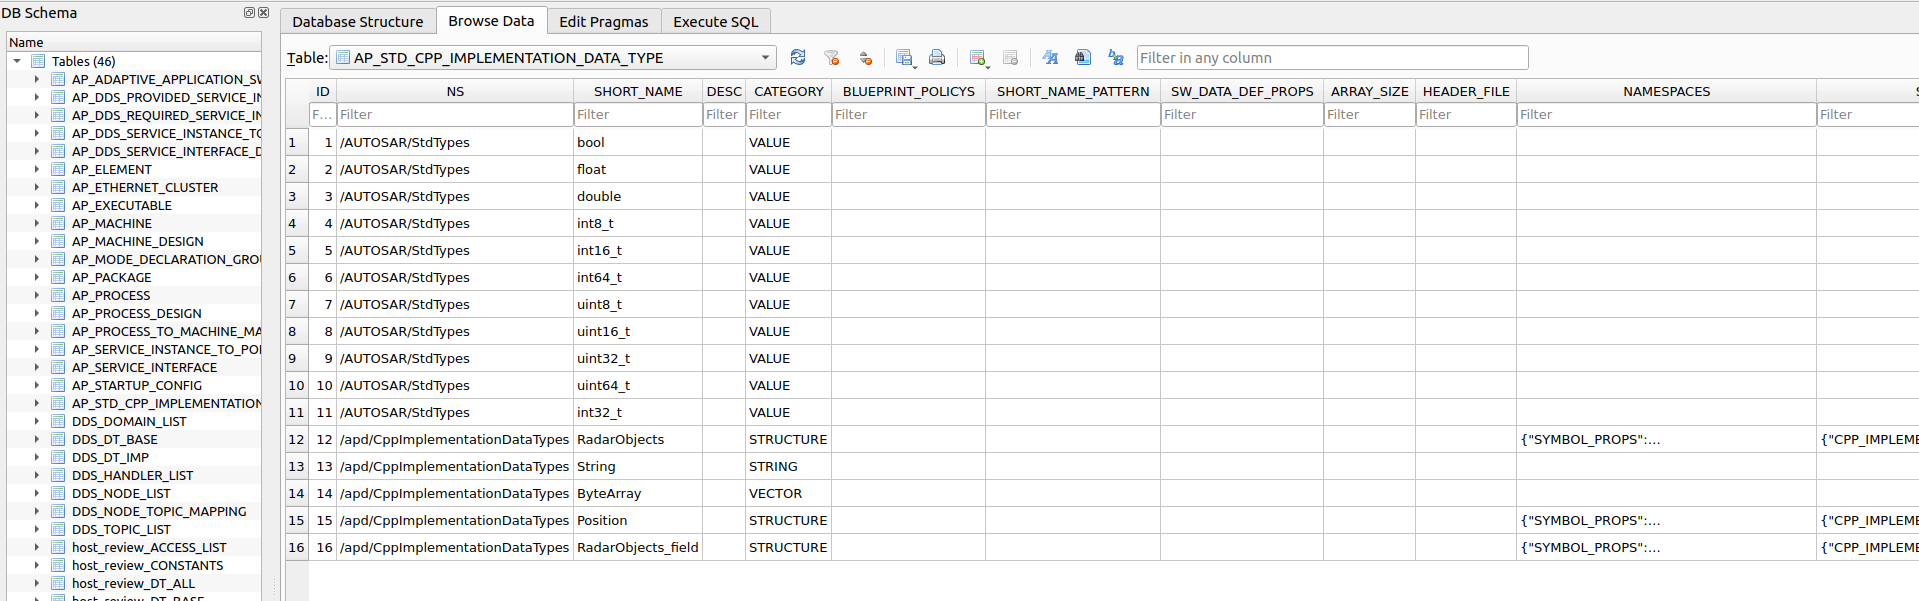 DB Schema
Name
Tables (46)
AP_ADAPTIVE_APPLICATION_SW
AP_DDS_PROVIDED_SERVICE_IN
AP_DDS_REQUIRED_SERVICE_IN
AP_DDS_SERVICE_INSTANCE_TO
AP_DDS_SERVICE_INTERFACE_D
AP_ELEMENT
AP_ETHERNET_CLUSTER
AP_EXECUTABLE
AP_MACHINE
AP_MACHINE_DESIGN
AP_MODE_DECLARATION_GROU
AP_PACKAGE
AP_PROCESS
AP_PROCESS_DESIGN
AP_PROCESS_TO_MACHINE_MA
AP_SERVICE_INSTANCE_TO_POI
AP_SERVICE_INTERFACE
AP_STARTUP_CONFIG
AP_STD_CPP_IMPLEMENTATION
DDS_DOMAIN_LIST
DDS_DT_BASE
DDS_DT_IMP
DDS_HANDLER_LIST
DDS_NODE_LIST
DDS_NODE_TOPIC_MAPPING
DDS_TOPIC_LIST
host_review_ACCESS_LIST
host_review_CONSTANTS
host_review_DT_ALL
host_review_DT_BASE
Database Structure Browse Data Edit Pragmas Execute SQL
Table: AP_STD_CPP_IMPLEMENTATION_DATA_TYPE Filter in any column
ID NS SHORT_NAME DESC CATEGORY BLUEPRINT_POLICYS SHORT_NAME_PATTERN SW_DATA_DEF_PROPS ARRAY_SIZE HEADER_FILE NAMESPACES S
F... Filter Filter Filter Filter Filter Filter Filter Filter Filter Filter Filter
1 1 /AUTOSAR/StdTypes bool VALUE
2 2 /AUTOSAR/StdTypes float VALUE
3 3 /AUTOSAR/StdTypes double VALUE
4 4 /AUTOSAR/StdTypes int8_t VALUE
5 5 /AUTOSAR/StdTypes int16_t VALUE
6 6 /AUTOSAR/StdTypes int64_t VALUE
7 7 /AUTOSAR/StdTypes uint8_t VALUE
8 8 /AUTOSAR/StdTypes uint16_t VALUE
9 9 /AUTOSAR/StdTypes uint32_t VALUE
10 10 /AUTOSAR/StdTypes uint64_t VALUE
11 11 /AUTOSAR/StdTypes int32_t VALUE
12 12 /apd/CppImplementationDataTypes RadarObjects STRUCTURE {"SYMBOL_PROPS":... {"CPP_IMPLEME
13 13 /apd/CppImplementationDataTypes String STRING
14 14 /apd/CppImplementationDataTypes ByteArray VECTOR
15 15 /apd/CppImplementationDataTypes Position STRUCTURE {"SYMBOL_PROPS":... {"CPP_IMPLEME
16 16 /apd/CppImplementationDataTypes RadarObjects_field STRUCTURE {"SYMBOL_PROPS":... {"CPP_IMPLEME